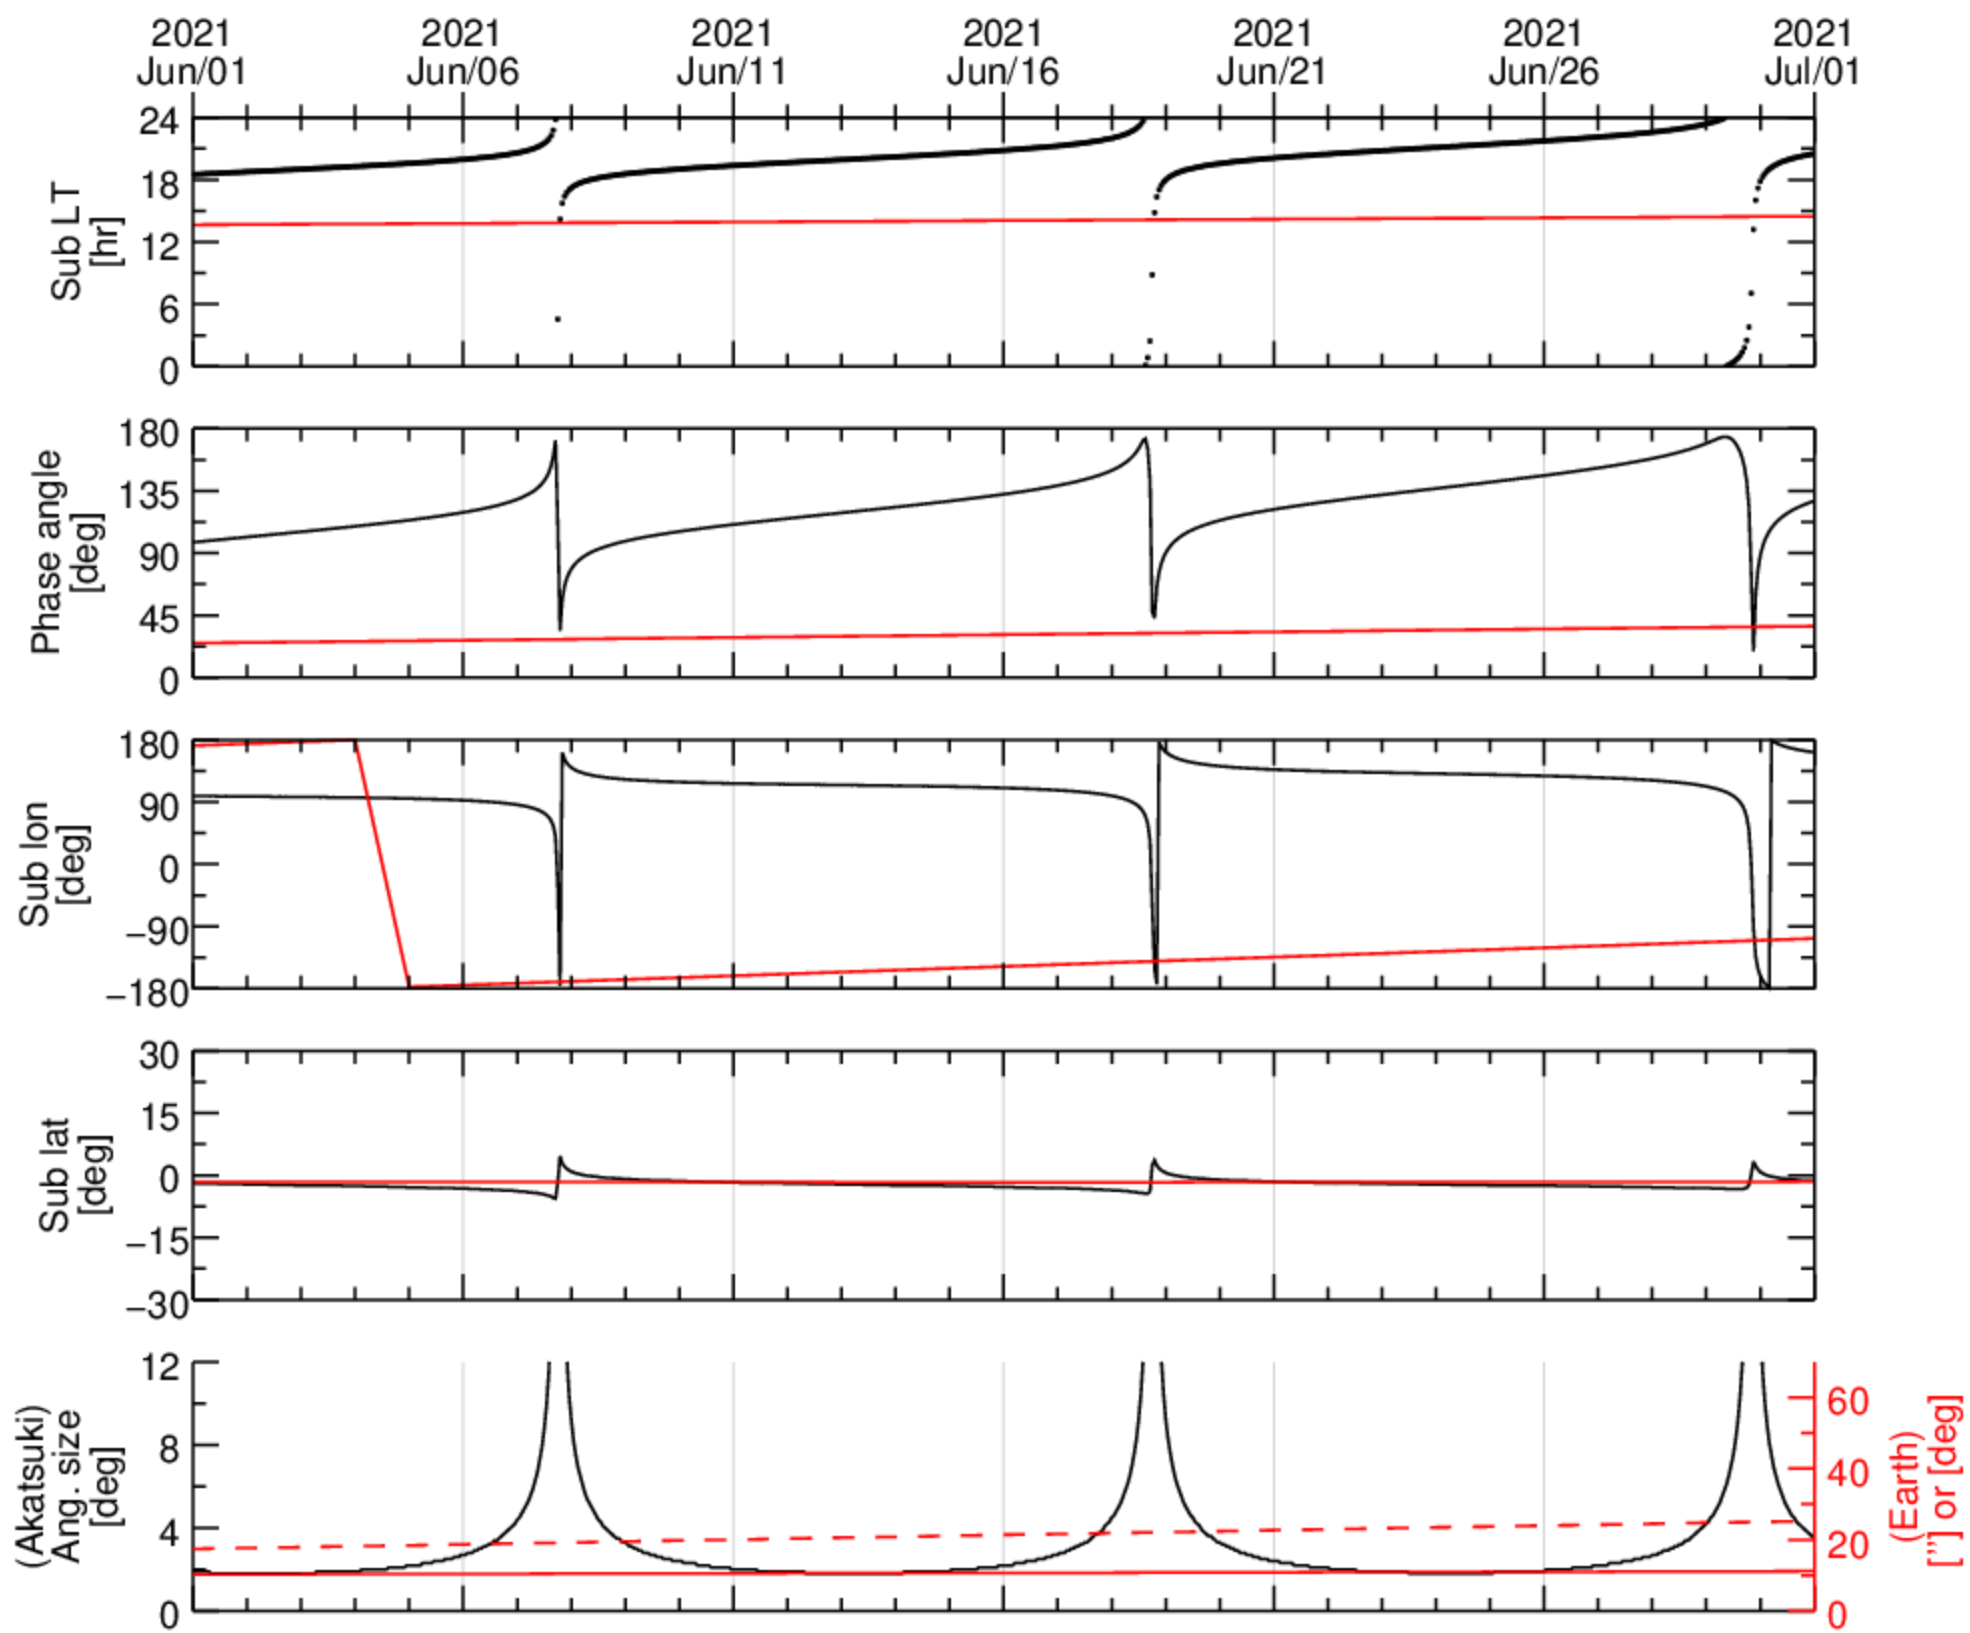 2021 2021 2021 2021 2021 2021 2021
Jun/01 Jun/06 Jun/11 Jun/16 Jun/21 Jun/26 Jul/01
Sub LT
[hr]
24
18
12
6
0
Phase angle
[deg]
180
135
90
45
0
Sub lon
[deg]
180
90
0
−90
−180
Sub lat
[deg]
30
15
0
−15
−30
(Akatsuki)
Ang. size
[deg]
12
8
4
0
60
40
20
0
(Earth)
["] or [deg]